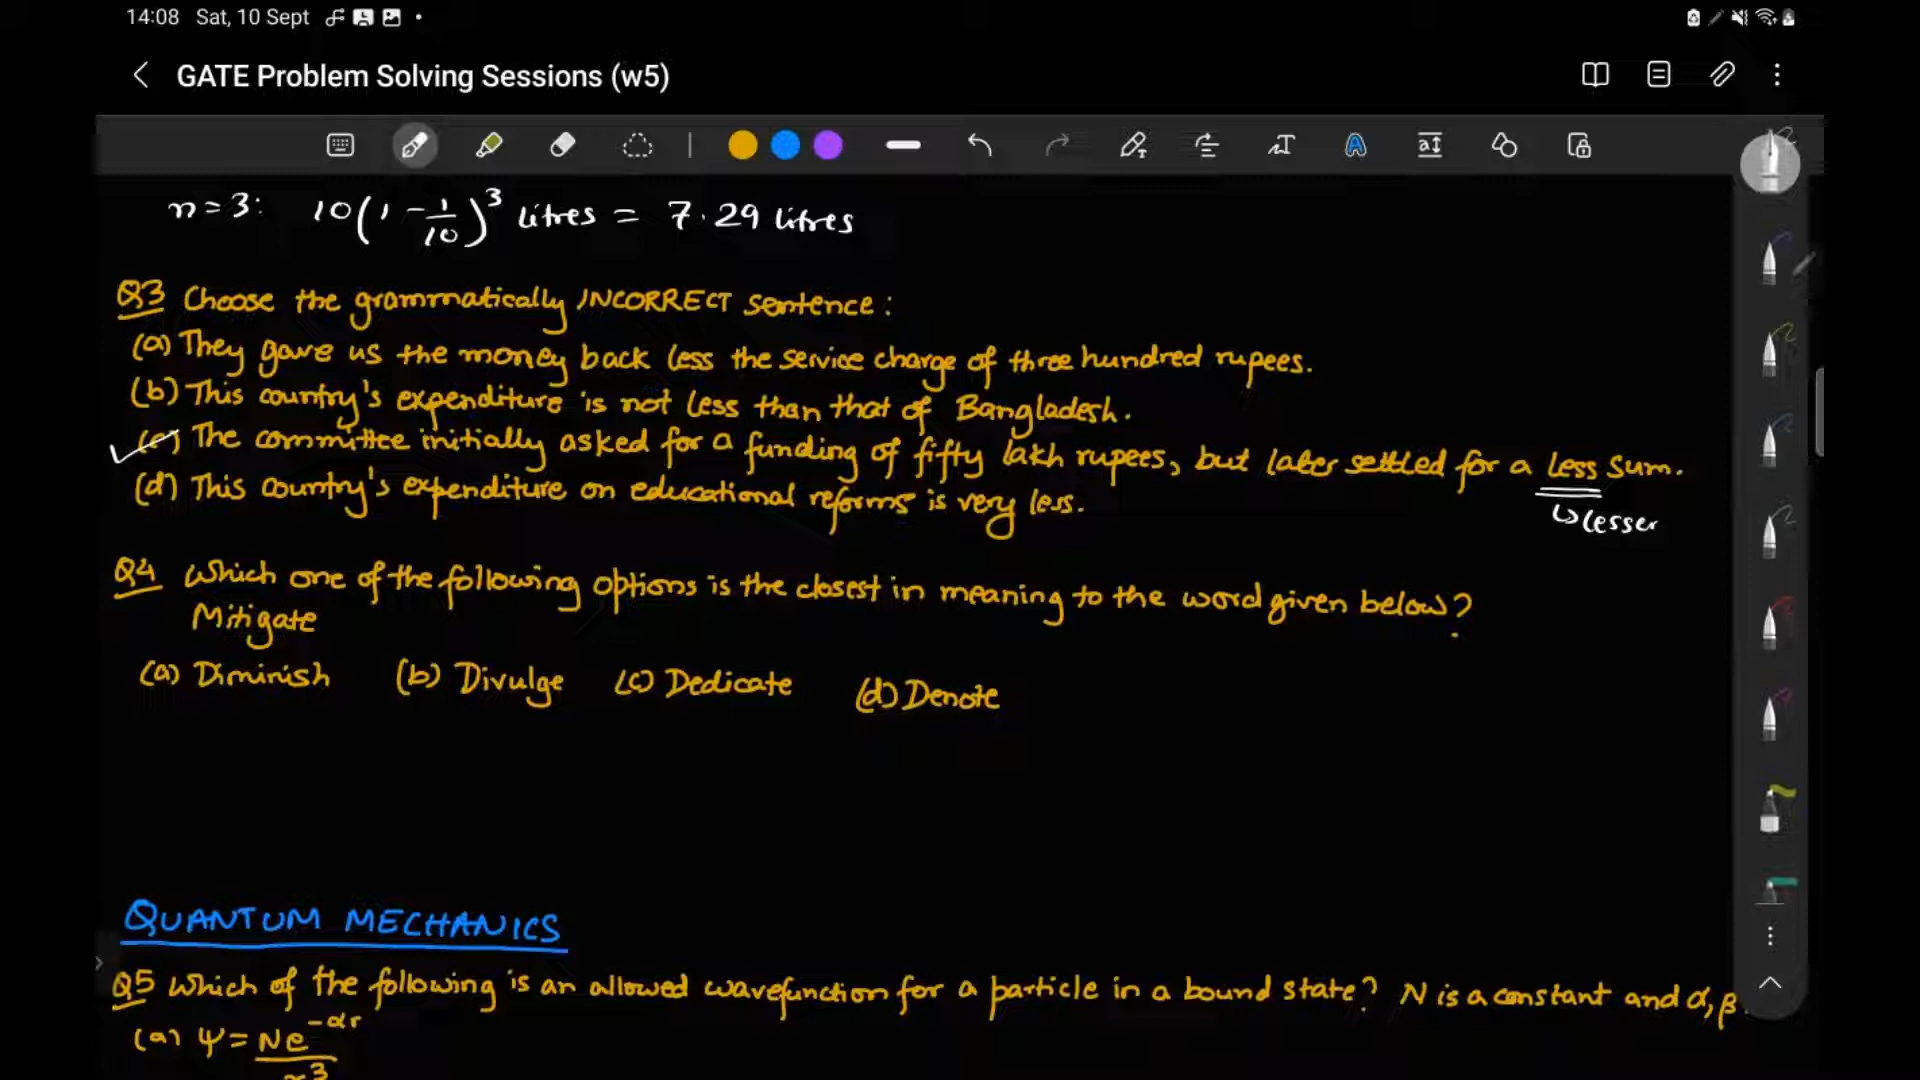 14:08 Sat, 10 Sept
GATE Problem Solving Sessions (w5)
n=3: 10(1-1/10)^3 litres = 7.29 litres
Q3 Choose the grammatically INCORRECT sentence:
(a) They gave us the money back less the service charge of three hundred rupees.
(b) This country's expenditure is not less than that of Bangladesh.
(c) The committee initially asked for a funding of fifty lakh rupees, but later settled for a less sum.
↳ lesser
(d) This country's expenditure on educational reforms is very less.
Q4 Which one of the following options is the closest in meaning to the word given below?
Mitigate
(a) Diminish (b) Divulge (c) Dedicate (d) Denote
QUANTUM MECHANICS
Q5 Which of the following is an allowed wavefunction for a particle in a bound state? N is a constant and α, β
(a) ψ = Ne^-αr / r^3